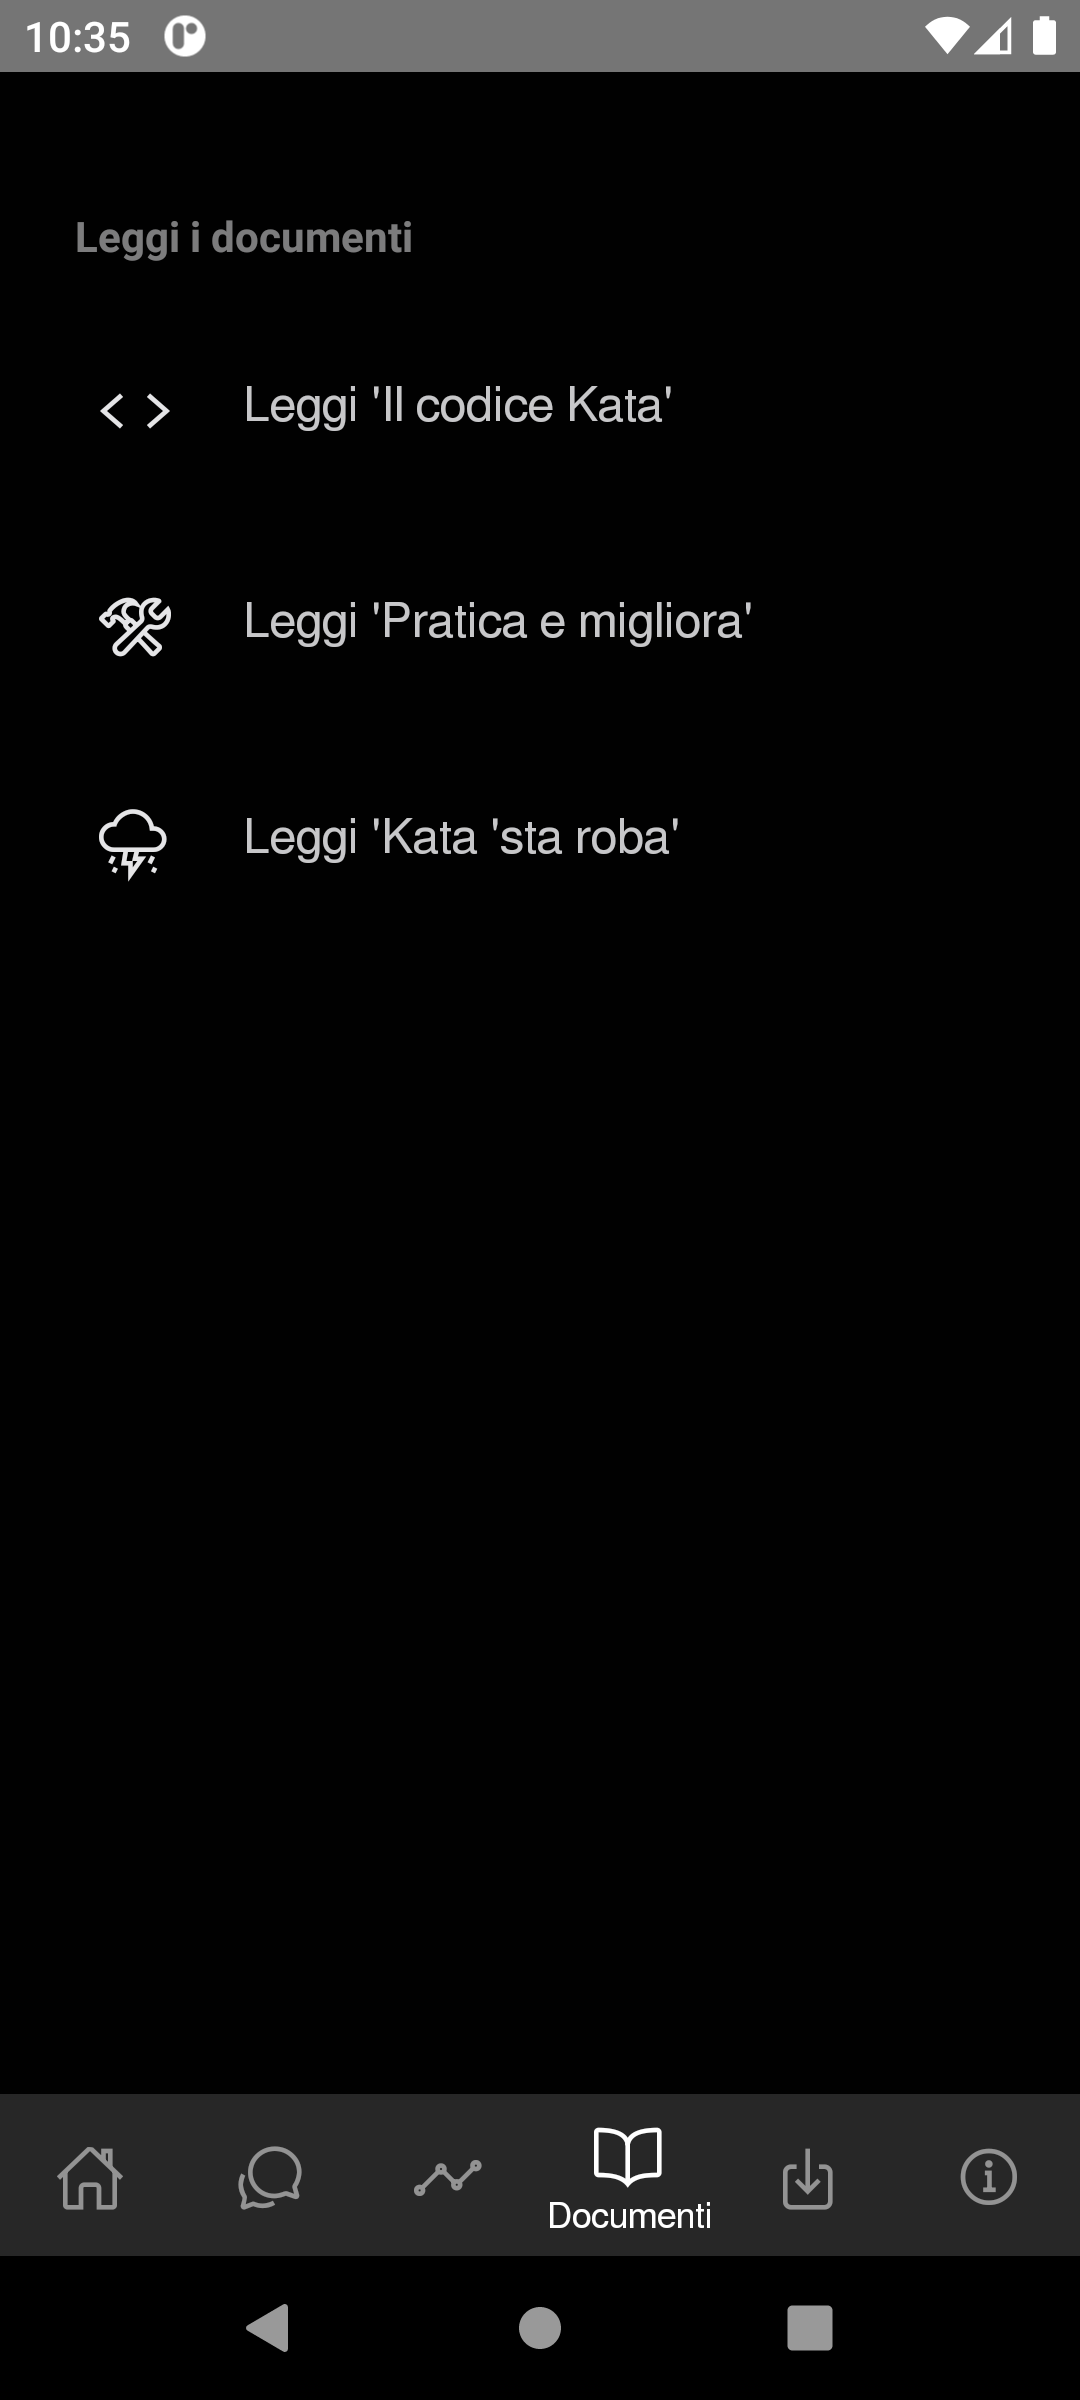 10:35
Leggi i documenti
Leggi 'Il codice Kata'
Leggi 'Pratica e migliora'
Leggi 'Kata 'sta roba'
Documenti